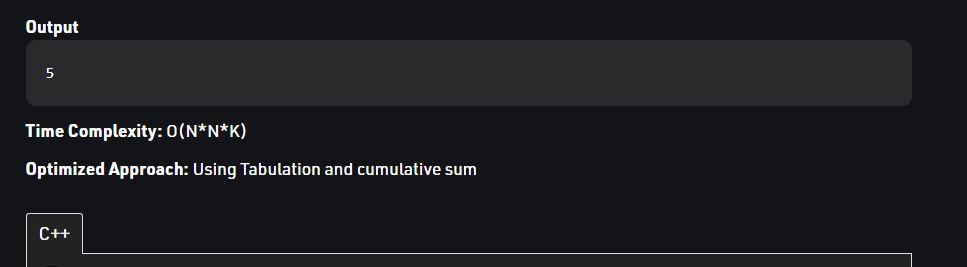 Output
5
Time Complexity: O(N*N*K)
Optimized Approach: Using Tabulation and cumulative sum
C++